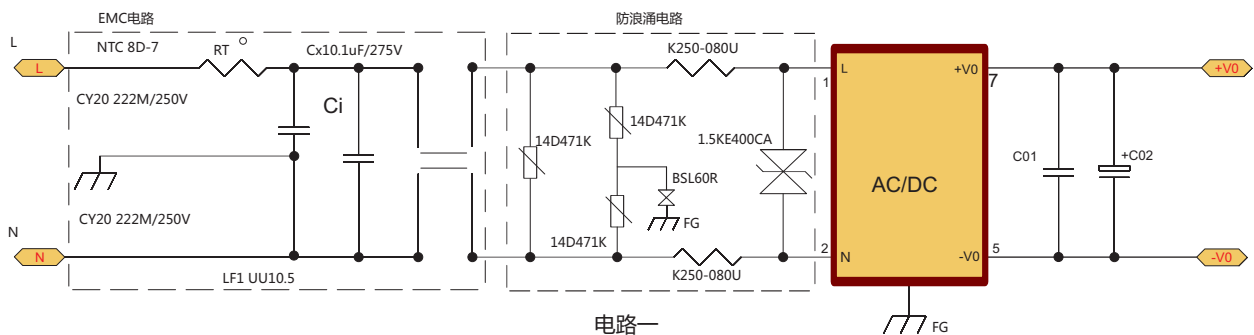 EMC电路
防浪涌电路
L
NTC 8D-7
RT
Cx10.1uF/275V
K250-080U
L
CY20 222M/250V
Ci
14D471K
14D471K
1.5KE400CA
BSL60R
FG
CY20 222M/250V
14D471K
N
N
LF1 UU10.5
K250-080U
1
L
+V0
7
AC/DC
2
N
-V0
5
FG
C01
+C02
+V0
-V0
电路一